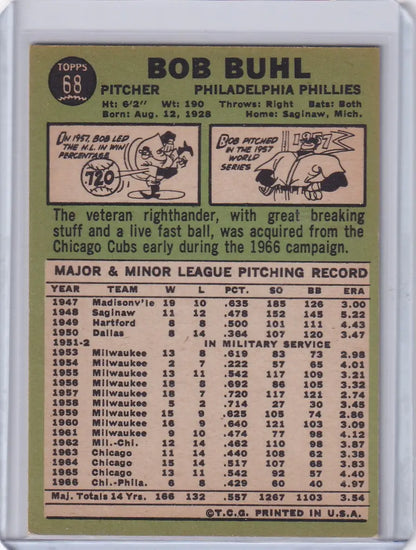 TOPPS
68
BOB BUHL
PITCHER PHILADELPHIA PHILLIES
Ht: 6'2" Wt: 190 Throws: Right Bats: Both
Born: Aug. 12, 1928 Home: Saginaw, Mich.
IN 1957, BOB LED
THE N.L. IN WIN
PERCENTAGE
.720
BOB PITCHED
IN THE 1957
WORLD
SERIES
1957
The veteran righthander, with great breaking
stuff and a live fast ball, was acquired from the
Chicago Cubs early during the 1966 campaign.
MAJOR & MINOR LEAGUE PITCHING RECORD
YEAR TEAM W L PCT. SO BB ERA
1947 Madisonv'le 19 10 .635 185 126 3.00
1948 Saginaw 11 12 .478 152 145 5.22
1949 Hartford 8 8 .500 111 101 4.43
1950 Dallas 8 14 .364 107 120 3.47
1951-2 IN MILITARY SERVICE
1953 Milwaukee 13 8 .619 83 73 2.98
1954 Milwaukee 2 7 .222 57 65 4.01
1955 Milwaukee 13 11 .542 109 3.21
1956 Milwaukee 18 8 .692 86 105 3.32
1957 Milwaukee 18 7 .720 117 121 2.74
1958 Milwaukee 5 2 .714 27 30 3.45
1959 Milwaukee 15 9 .625 105 74 2.86
1960 Milwaukee 16 9 .640 121 103 3.09
1961 Milwaukee 9 10 .474 77 98 4.12
1962 Mil.-Chi. 12 14 .462 110 98 3.87
1963 Chicago 11 14 .440 108 62 3.38
1964 Chicago 15 14 .517 107 68 3.83
1965 Chicago 13 11 .542 92 57 4.40
1966 Chi.-Phila. 6 8 .429 60 40 4.97
Maj. Totals 14 Yrs. 166 132 .557 1267 1103 3.54
©T.C.G. PRINTED IN U.S.A.